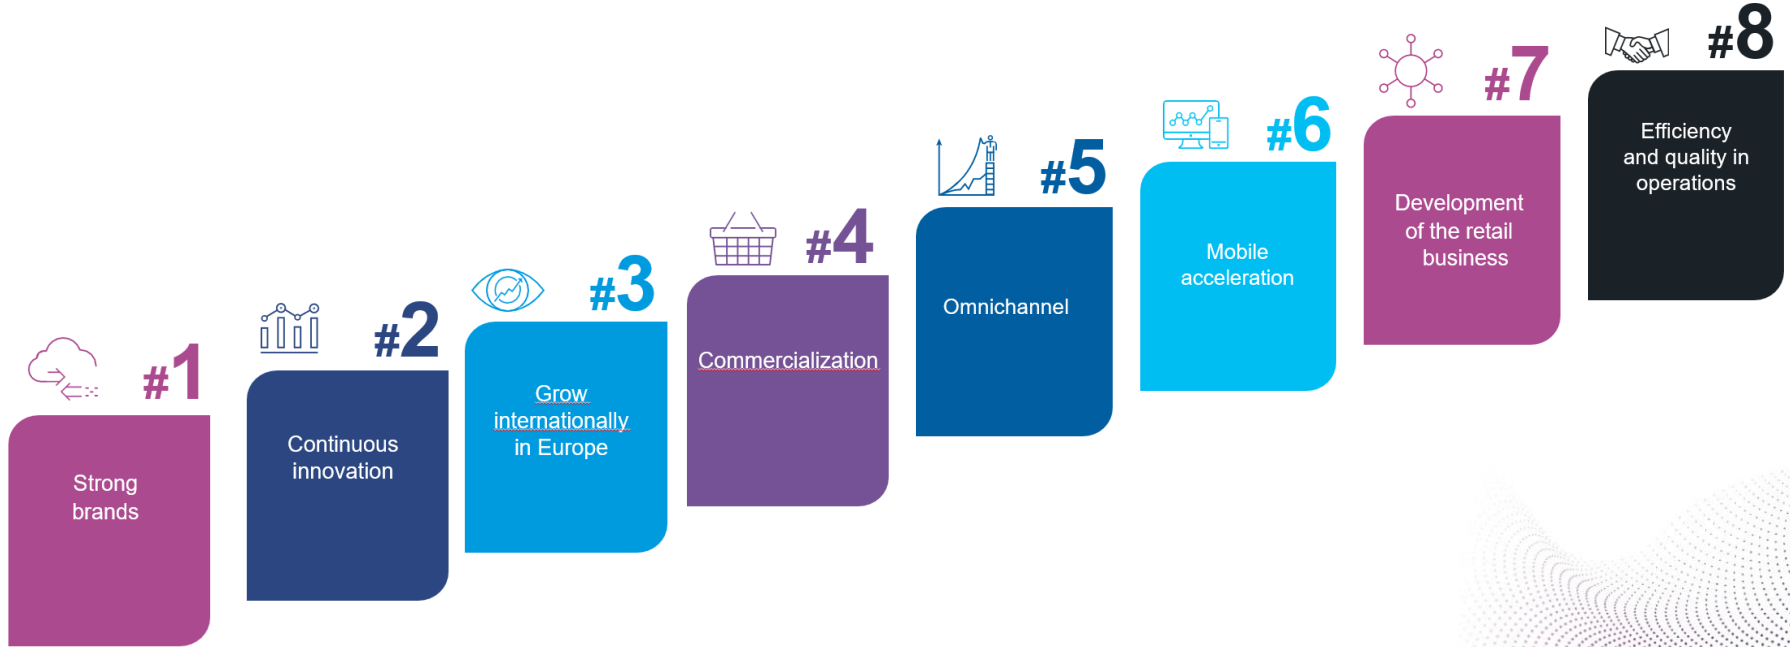 #1
Strong
brands
#2
Continuous
innovation
#3
Grow
internationally
in Europe
#4
Commercialization
#5
Omnichannel
#6
Mobile
acceleration
#7
Development
of the retail
business
#8
Efficiency
and quality in
operations